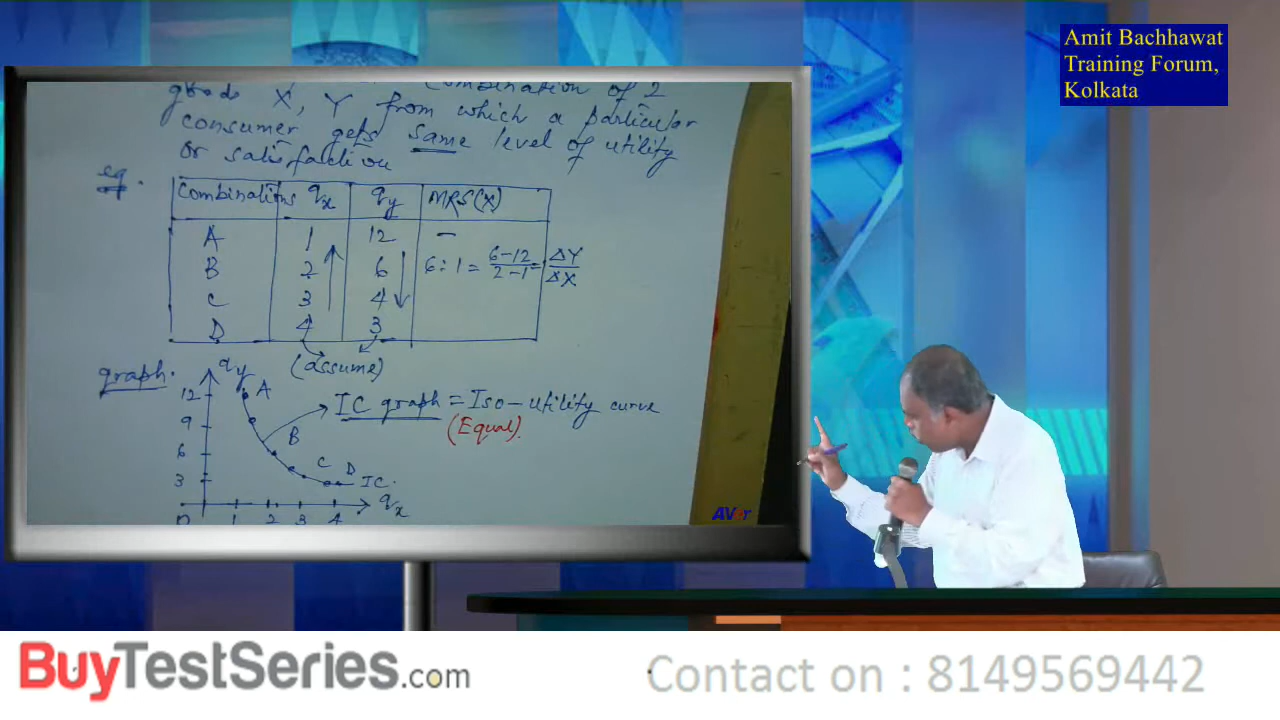 Amit Bachhawat
Training Forum,
Kolkata
goods X, Y combination of 2
from which a particular
consumer gets same level of utility
or satisfaction
eg.
Combinations qx qy MRS(X)
A 1 12 –
B 2 6 6:1 = 6-12/2-1 = ΔY/ΔX
C 3 4
D 4 3
(assume)
graph.
qy
12 A
9
6
3
B
C D IC.
IC graph = Iso-utility curve
(Equal).
0 1 2 3 4 qx
AVer
BuyTestSeries.com
Contact on : 8149569442